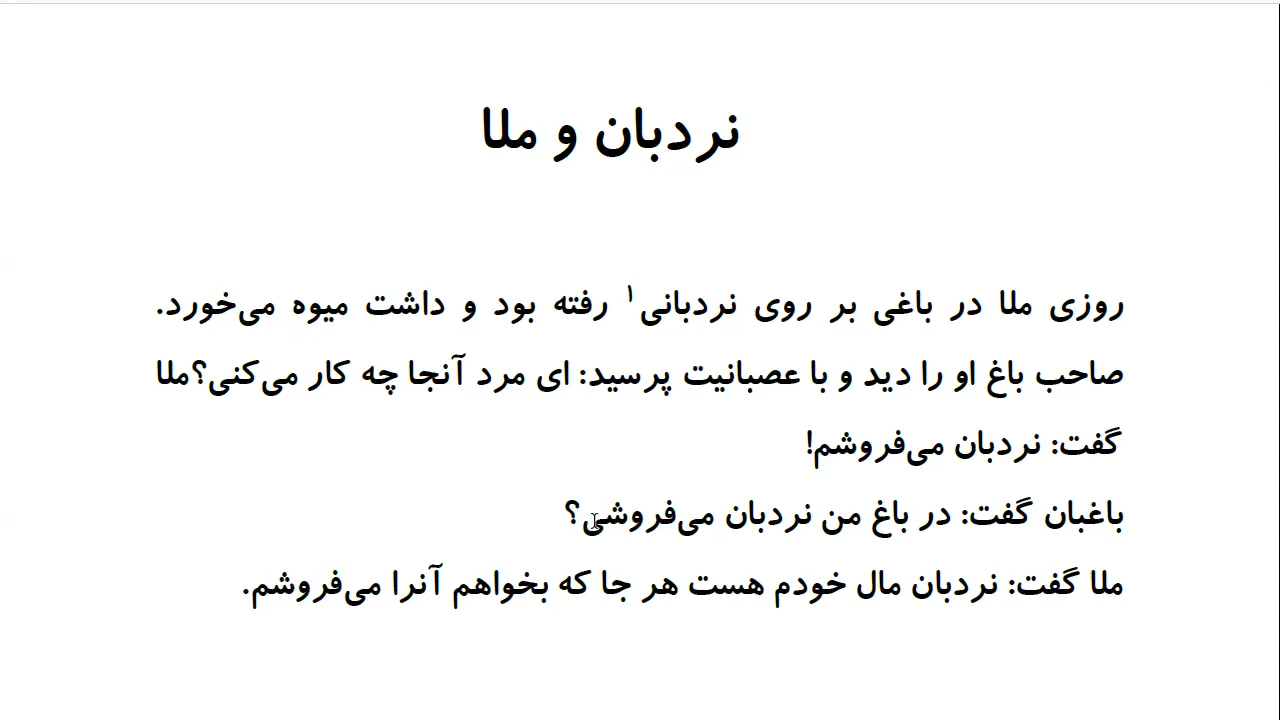 نردبان و ملا
روزی ملا در باغی بر روی نردبانی۱ رفته بود و داشت میوه می‌خورد.
صاحب باغ او را دید و با عصبانیت پرسید: ای مرد آنجا چه کار می‌کنی؟ملا
گفت: نردبان می‌فروشم!
باغبان گفت: در باغ من نردبان می‌فروشی؟
ملا گفت: نردبان مال خودم هست هر جا که بخواهم آنرا می‌فروشم.